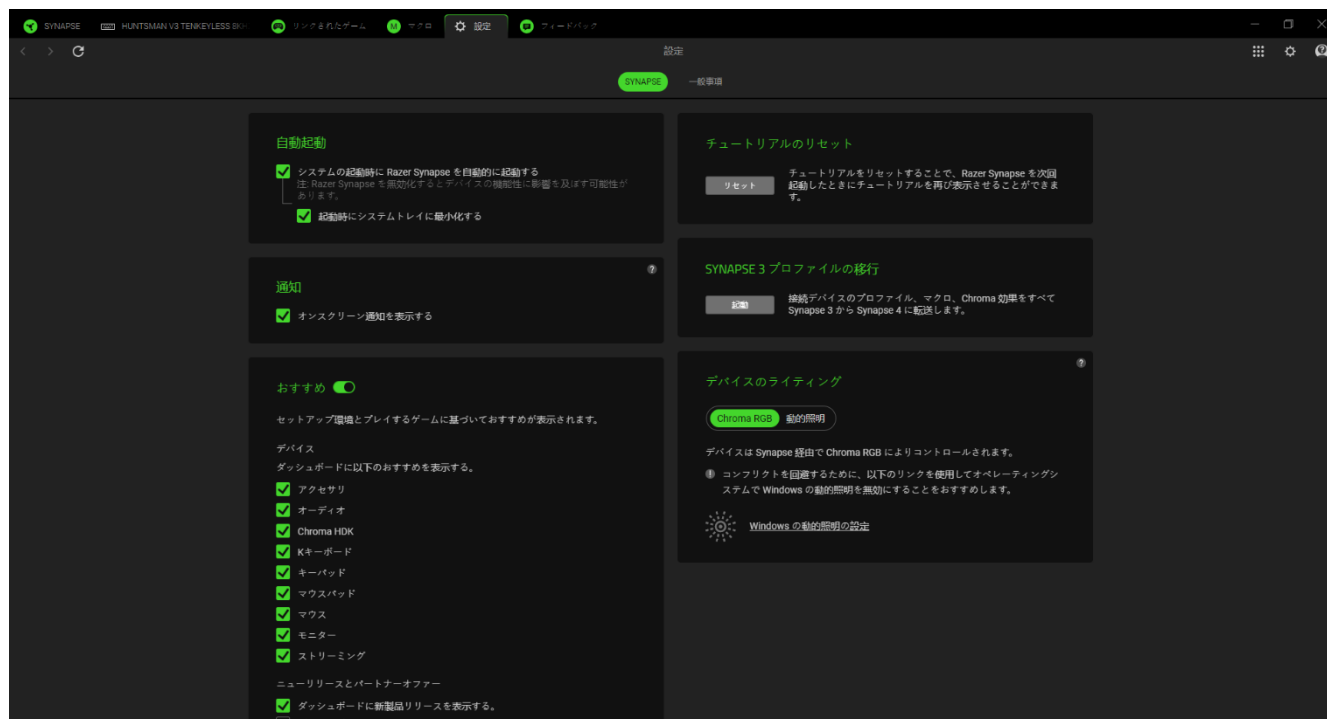 SYNAPSE
HUNTSMAN V3 TENKEYLESS 8KH
リンクされたゲーム
マクロ
設定
フィードバック
設定
SYNAPSE
一般事項
自動起動
システムの起動時に Razer Synapse を自動的に起動する
注: Razer Synapse を無効化するとデバイスの機能性に影響を及ぼす可能性が
あります。
起動時にシステムトレイに最小化する
通知
オンスクリーン通知を表示する
おすすめ
セットアップ環境とプレイするゲームに基づいておすすめが表示されます。
デバイス
ダッシュボードに以下のおすすめを表示する。
アクセサリ
オーディオ
Chroma HDK
Kキーボード
キーパッド
マウスパッド
マウス
モニター
ストリーミング
ニューリリースとパートナーオファー
ダッシュボードに新製品リリースを表示する。
チュートリアルのリセット
リセット
チュートリアルをリセットすることで、Razer Synapse を次回
起動したときにチュートリアルを再び表示させることができま
す。
SYNAPSE 3 プロファイルの移行
起動
接続デバイスのプロファイル、マクロ、Chroma 効果をすべて
Synapse 3 から Synapse 4 に転送します。
デバイスのライティング
Chroma RGB
動的照明
デバイスは Synapse 経由で Chroma RGB によりコントロールされます。
コンフリクトを回避するために、以下のリンクを使用してオペレーティングシ
ステムで Windows の動的照明を無効にすることをおすすめします。
Windows の動的照明の設定